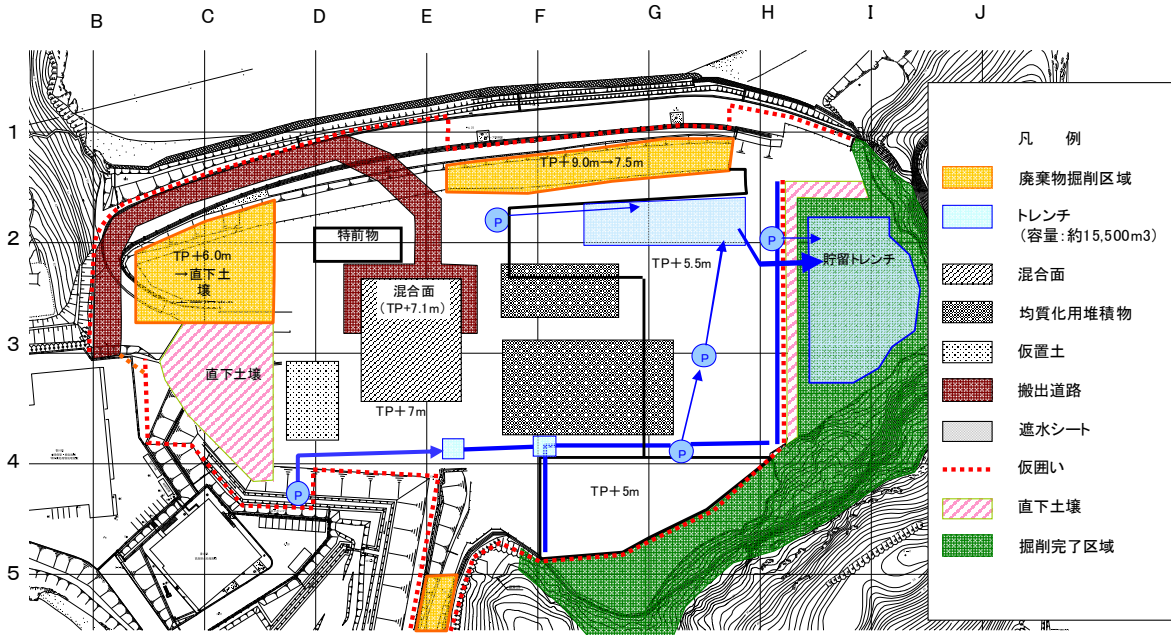 B C D E F G H I J
1
2
3
4
5
TP+9.0m→7.5m
P
特前物
TP+6.0m
→直下土
壌
TP+5.5m
P
貯留トレンチ
混合面
(TP+7.1m)
P
直下土壌
TP+7m
P
P
TP+5m
凡 例
廃棄物掘削区域
トレンチ
(容量:約15,500m3)
混合面
均質化用堆積物
仮置土
搬出道路
遮水シート
仮囲い
直下土壌
掘削完了区域